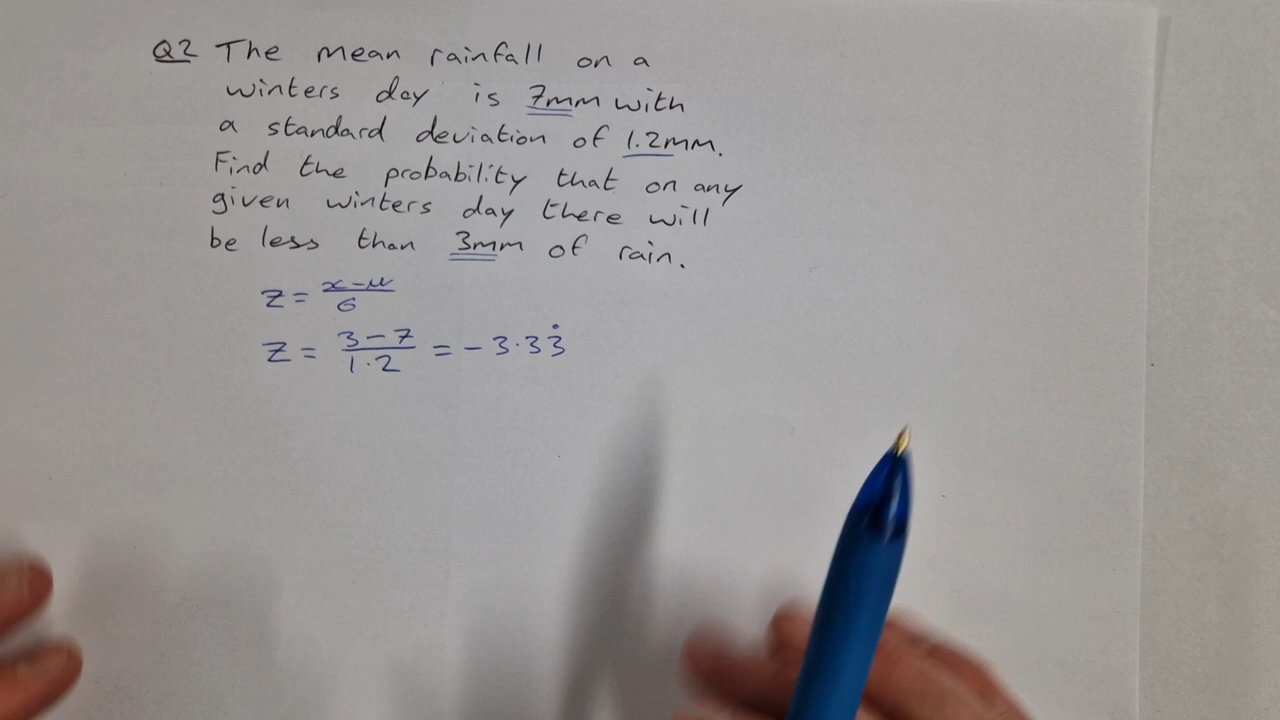 Q2 The mean rainfall on a
winters day is 7mm with
a standard deviation of 1.2mm.
Find the probability that on any
given winters day there will
be less than 3mm of rain.
z = x-μ/σ
z = 3-7/1.2 = -3.33̇